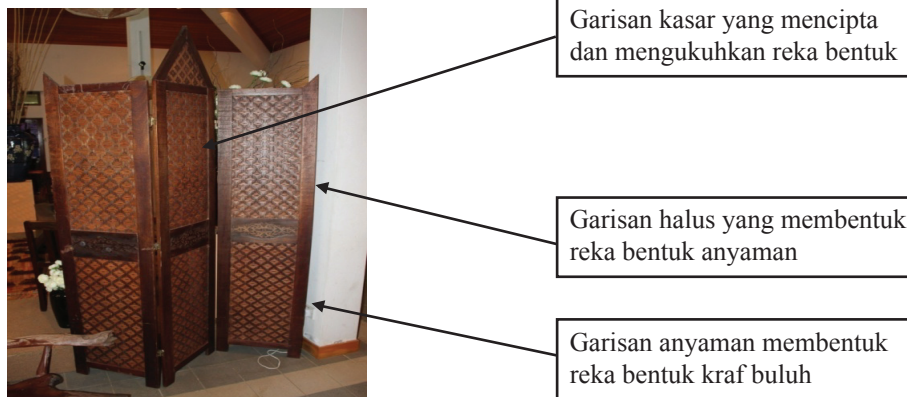 Garisan kasar yang mencipta
dan mengukuhkan reka bentuk
Garisan halus yang membentuk
reka bentuk anyaman
Garisan anyaman membentuk
reka bentuk kraf buluh